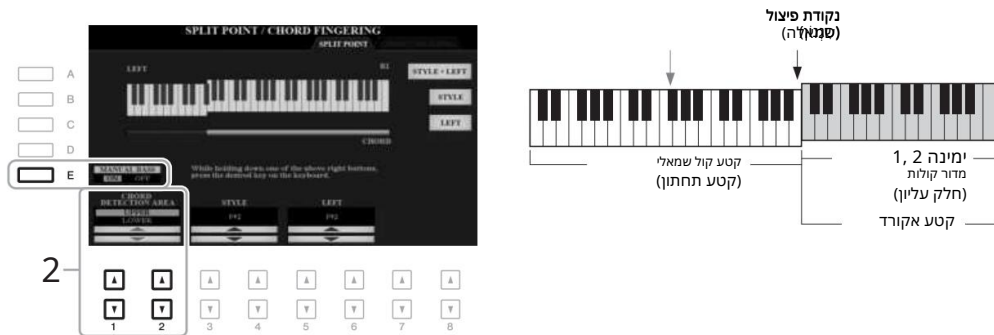 SPLIT POINT / CHORD FINGERING
SPLIT POINT
LEFT
R1
STYLE + LEFT
STYLE
LEFT
CHORD
MANUAL BASS
ON OFF
While holding down one of the above right buttons,
press the desired key on the keyboard.
CHORD
DETECTION AREA
UPPER
LOWER
STYLE
F#2
LEFT
F#2
A
B
C
D
E
2
1 2 3 4 5 6 7 8
נקודת פיצול
קטע קול שמאלי
(קטע תחתון)
ימינה 2, 1
מדור קולות
(חלק עליון)
קטע אקורד